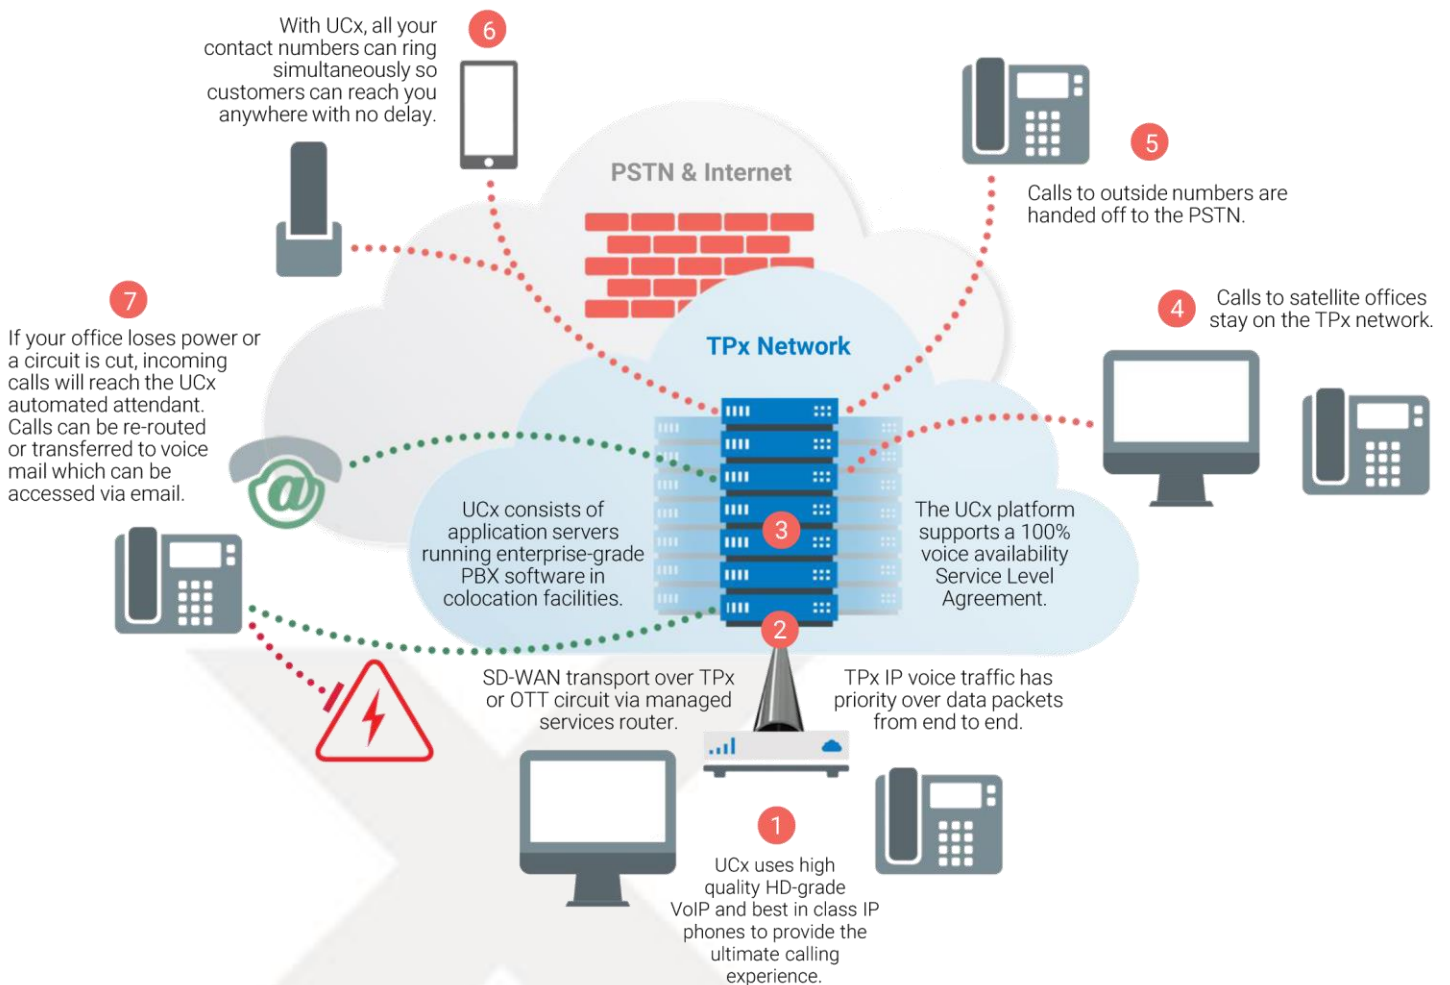 With UCx, all your
contact numbers can ring
simultaneously so
customers can reach you
anywhere with no delay.
6
PSTN & Internet
5
Calls to outside numbers are
handed off to the PSTN.
7
If your office loses power or
a circuit is cut, incoming
calls will reach the UCx
automated attendant.
Calls can be re-routed
or transferred to voice
mail which can be
accessed via email.
4
Calls to satellite offices
stay on the TPx network.
TPx Network
@
UCx consists of
application servers
running enterprise-grade
PBX software in
colocation facilities.
3
The UCx platform
supports a 100%
voice availability
Service Level
Agreement.
2
SD-WAN transport over TPx
or OTT circuit via managed
services router.
TPx IP voice traffic has
priority over data packets
from end to end.
1
UCx uses high
quality HD-grade
VoIP and best in class IP
phones to provide the
ultimate calling
experience.